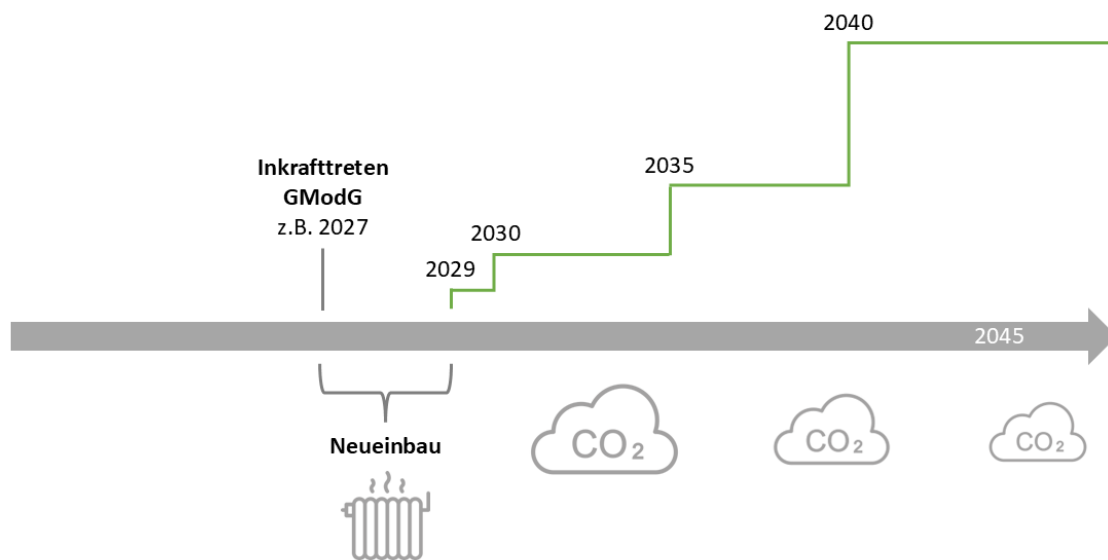 2040
2035
Inkrafttreten
GModG
z.B. 2027
2030
2029
2045
Neueinbau
CO₂
CO₂
CO₂